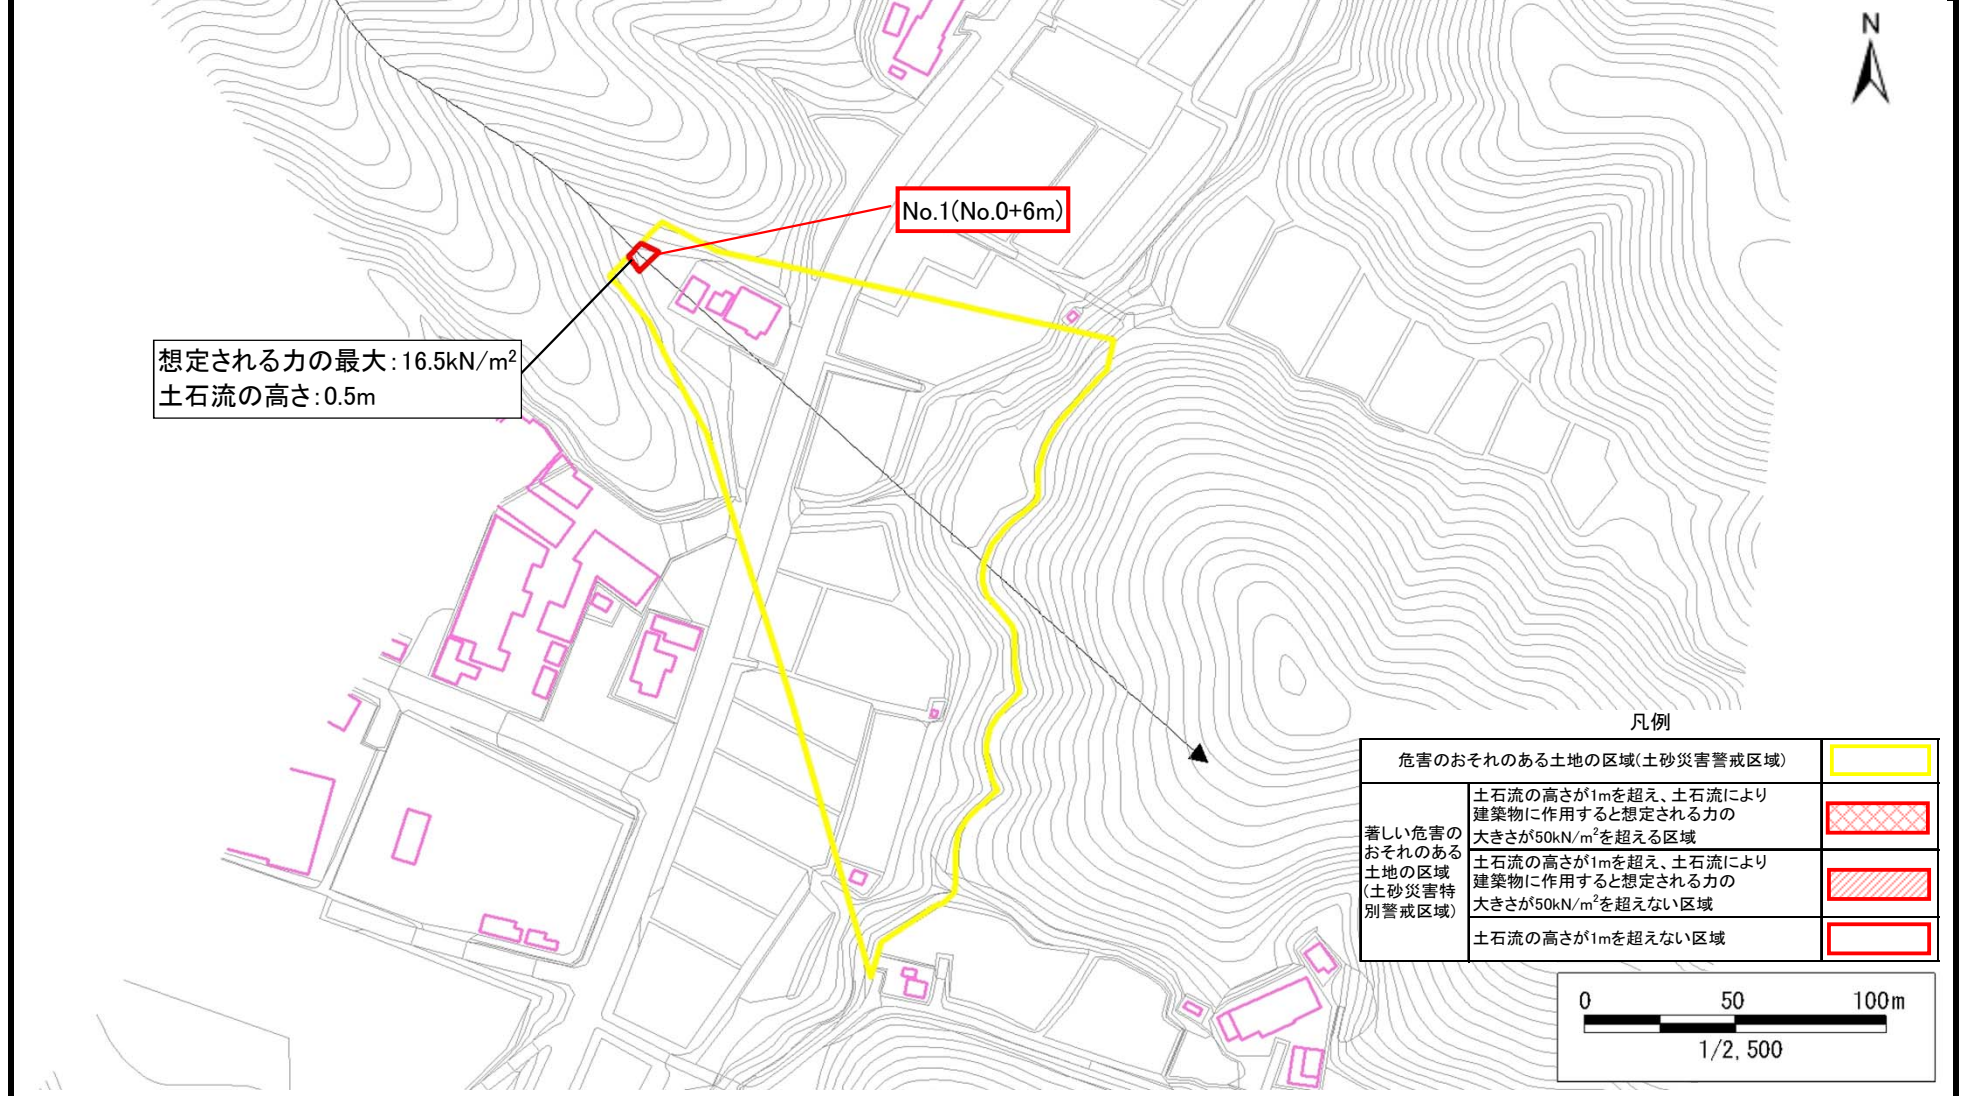 N
No.1(No.0+6m)
想定される力の最大:16.5kN/m²
土石流の高さ:0.5m
凡例
危害のおそれのある土地の区域(土砂災害警戒区域)
著しい危害の
おそれのある
土地の区域
(土砂災害特
別警戒区域)
土石流の高さが1mを超え、土石流により
建築物に作用すると想定される力の
大きさが50kN/m²を超える区域
土石流の高さが1mを超え、土石流により
建築物に作用すると想定される力の
大きさが50kN/m²を超えない区域
土石流の高さが1mを超えない区域
0 50 100m
1/2,500